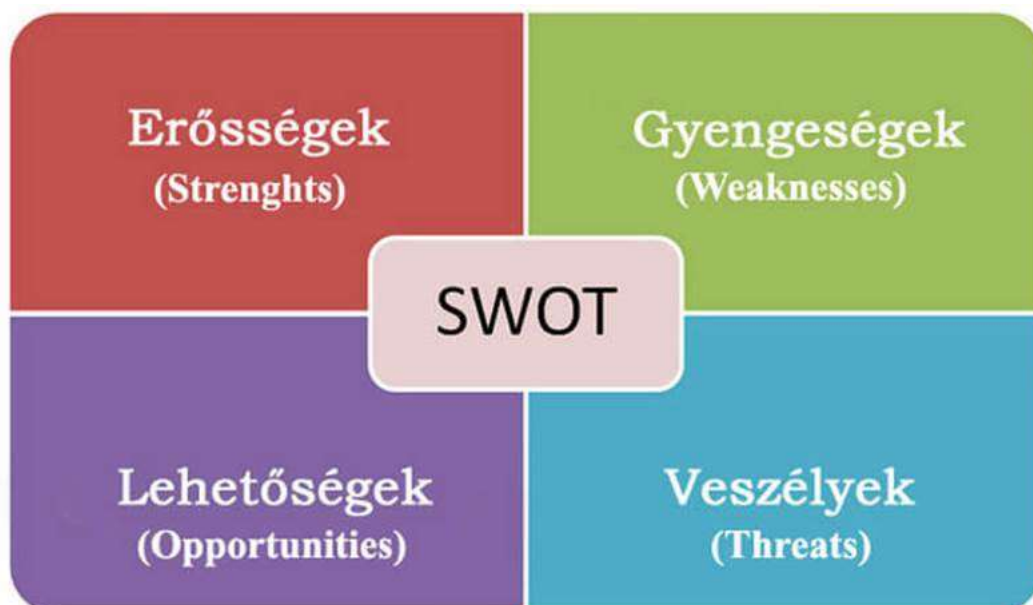 Erősségek
(Strenghts)
Gyengeségek
(Weaknesses)
SWOT
Lehetőségek
(Opportunities)
Veszélyek
(Threats)